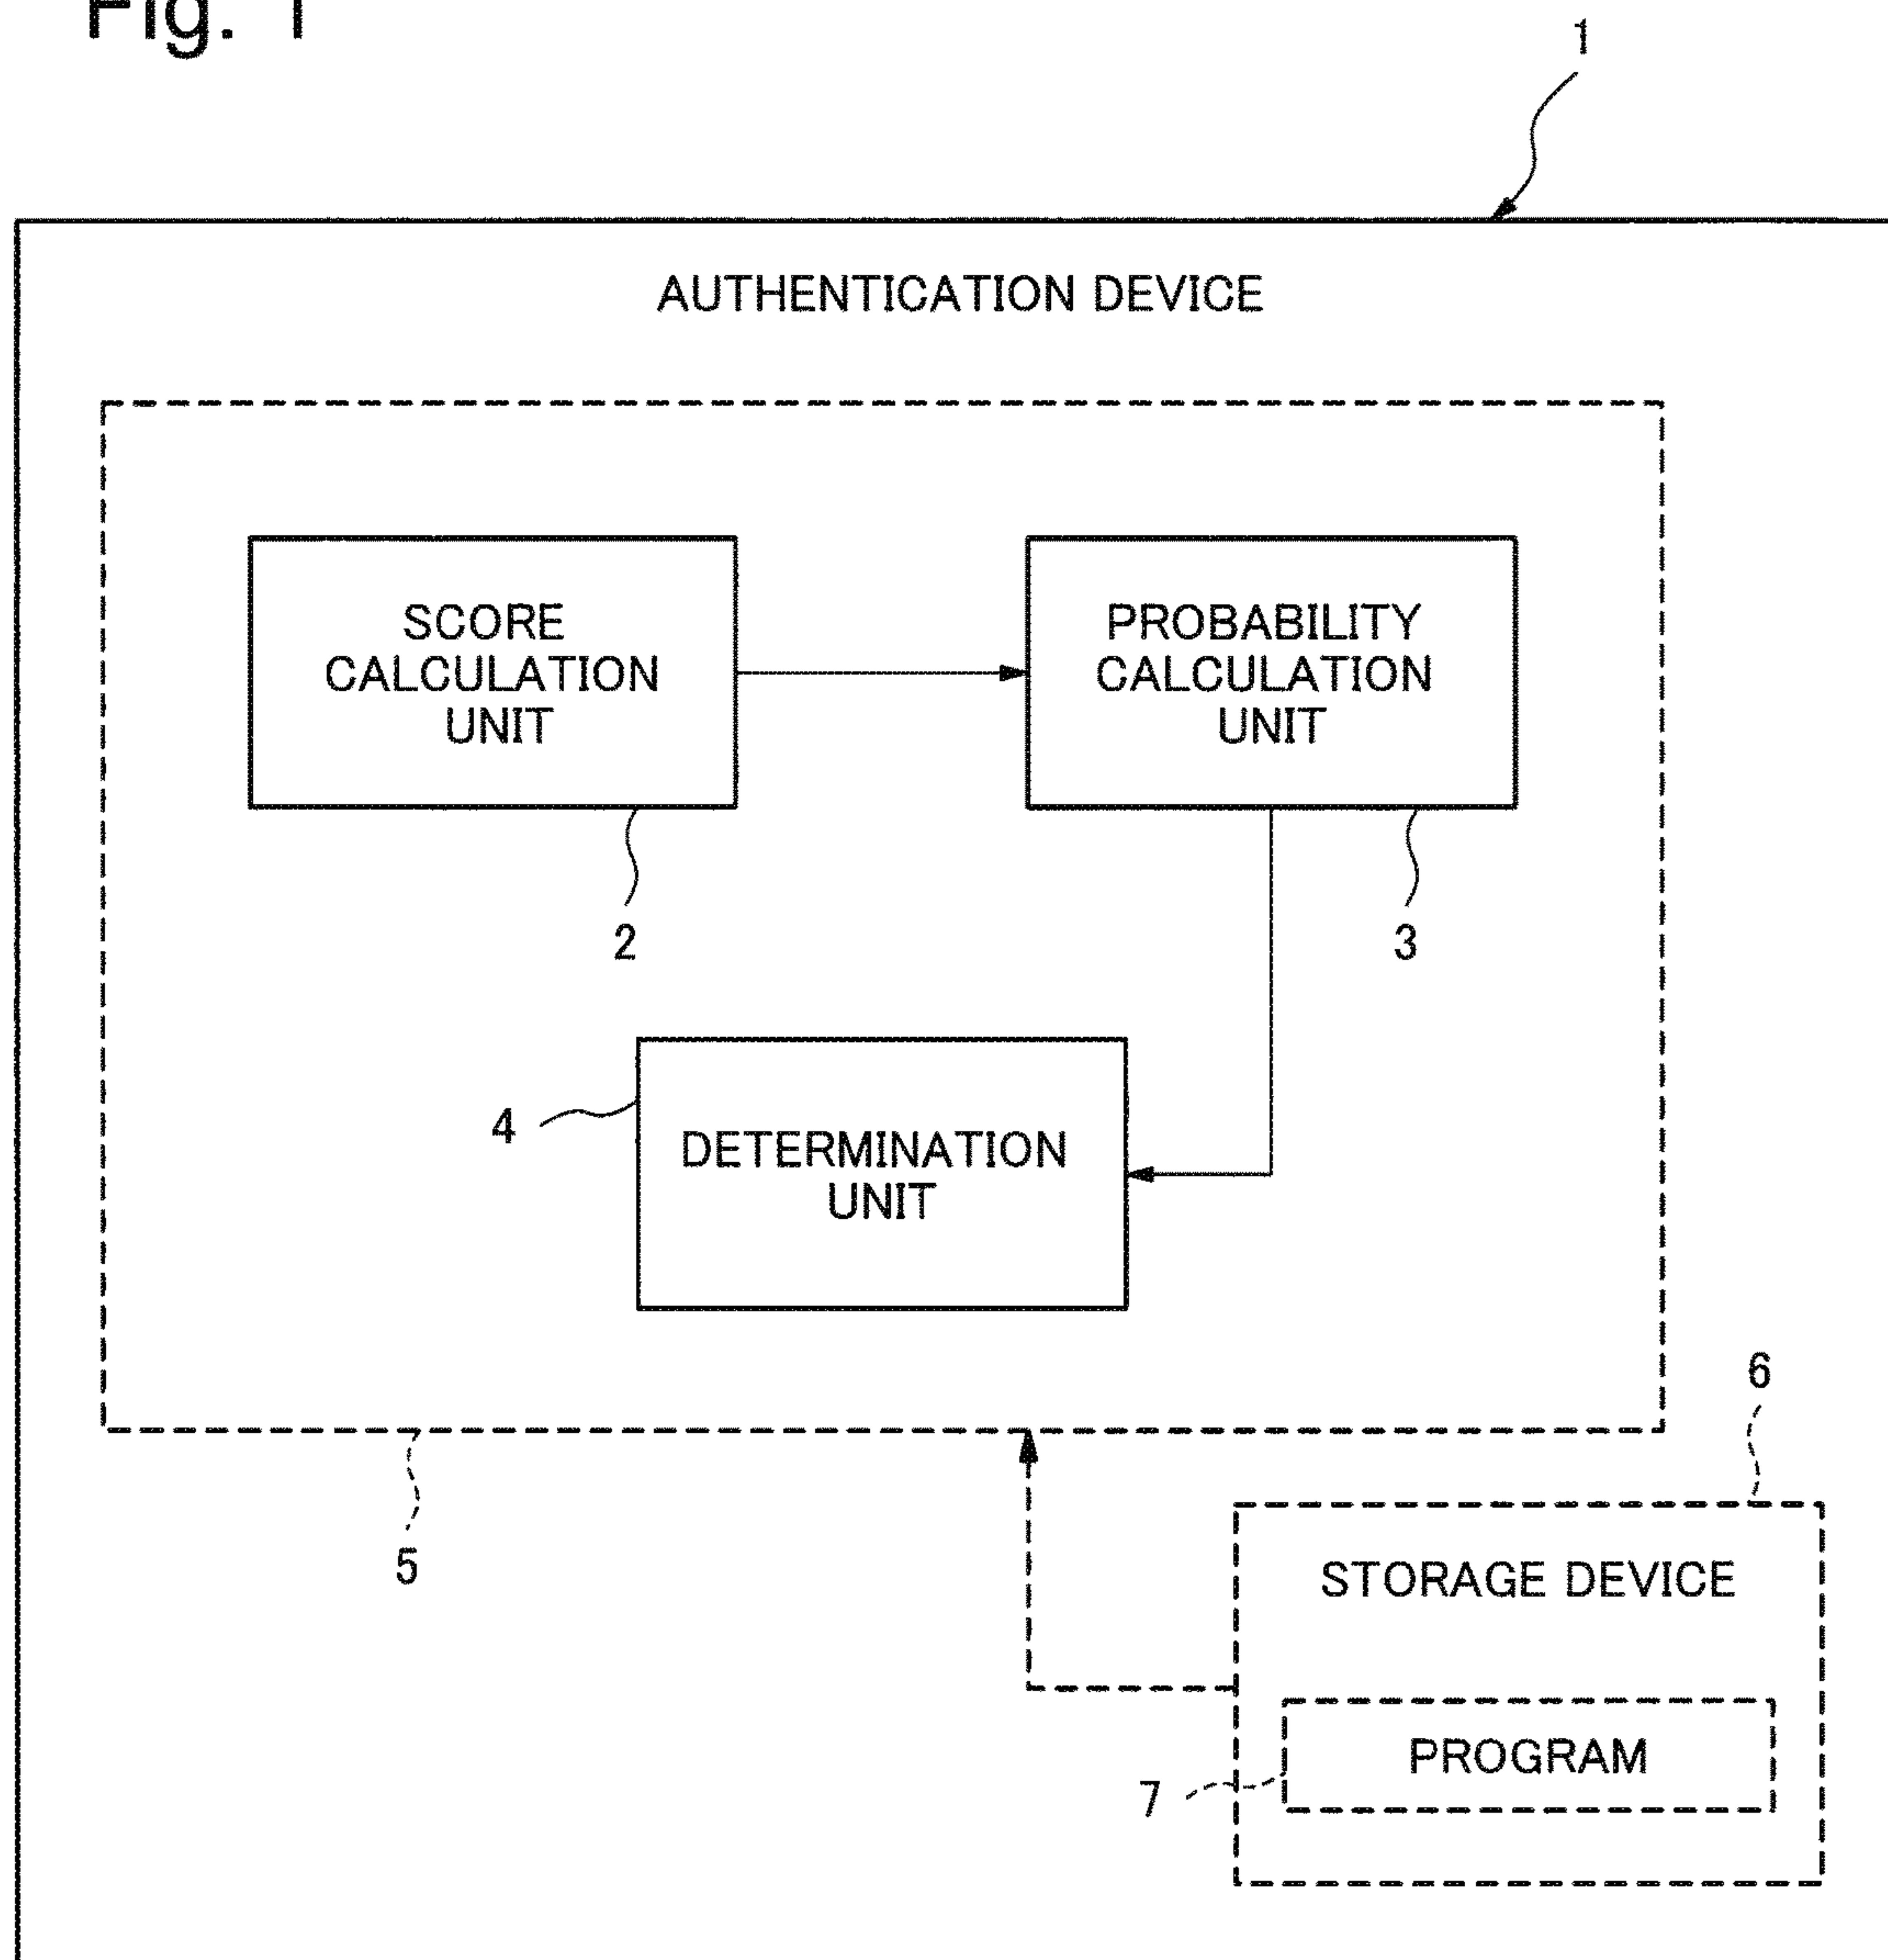 Fig. 1
1
AUTHENTICATION DEVICE
SCORE
CALCULATION
UNIT
PROBABILITY
CALCULATION
UNIT
2
3
4
DETERMINATION
UNIT
5
6
STORAGE DEVICE
PROGRAM
7